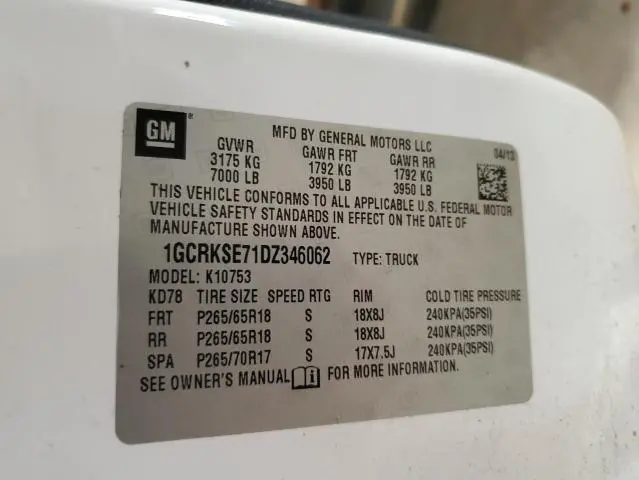 GM
®
MFD BY GENERAL MOTORS LLC 04/13
GVWR GAWR FRT GAWR RR
3175 KG 1792 KG 1792 KG
7000 LB 3950 LB 3950 LB
THIS VEHICLE CONFORMS TO ALL APPLICABLE U.S. FEDERAL MOTOR
VEHICLE SAFETY STANDARDS IN EFFECT ON THE DATE OF
MANUFACTURE SHOWN ABOVE.
1GCRKSE71DZ346062 TYPE: TRUCK
MODEL: K10753
KD78 TIRE SIZE SPEED RTG RIM COLD TIRE PRESSURE
FRT P265/65R18 S 18X8J 240KPA(35PSI)
RR P265/65R18 S 18X8J 240KPA(35PSI)
SPA P265/70R17 S 17X7.5J 240KPA(35PSI)
SEE OWNER'S MANUAL i FOR MORE INFORMATION.